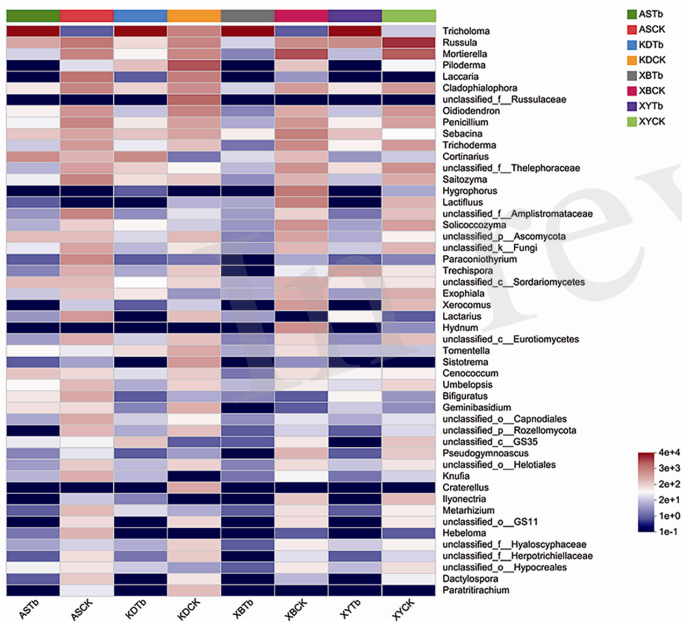 ASTb
ASCK
KDTb
KDCK
XBTb
XBCK
XYTb
XYCK
Tricholoma
Russula
Mortierella
Piloderma
Laccaria
Cladophialophora
unclassified_f__Russulaceae
Oidiodendron
Penicillium
Sebacina
Trichoderma
Cortinarius
unclassified_f__Thelephoraceae
Saitozyma
Hygrophorus
Lactifluus
unclassified_f__Amplistromataceae
Solicoccozyma
unclassified_p__Ascomycota
unclassified_k__Fungi
Paraconiothyrium
Trechispora
unclassified_c__Sordariomycetes
Exophiala
Xerocomus
Lactarius
Hydnum
unclassified_c__Eurotiomycetes
Tomentella
Sistotrema
Cenococcum
Umbelopsis
Bifiguratus
Geminibasidium
unclassified_o__Capnodiales
unclassified_p__Rozellomycota
unclassified_c__GS35
Pseudogymnoascus
unclassified_o__Helotiales
Knufia
Craterellus
Ilyonectria
Metarhizium
unclassified_o__GS11
Hebeloma
unclassified_f__Hyaloscyphaceae
unclassified_f__Herpotrichiellaceae
unclassified_o__Hypocreales
Dactylospora
Paratritirachium
4e+4
2e+3
2e+2
2e+1
1e+0
1e-1
ASTb ASCK KDTb KDCK XBTb XBCK XYTb XYCK
In rev